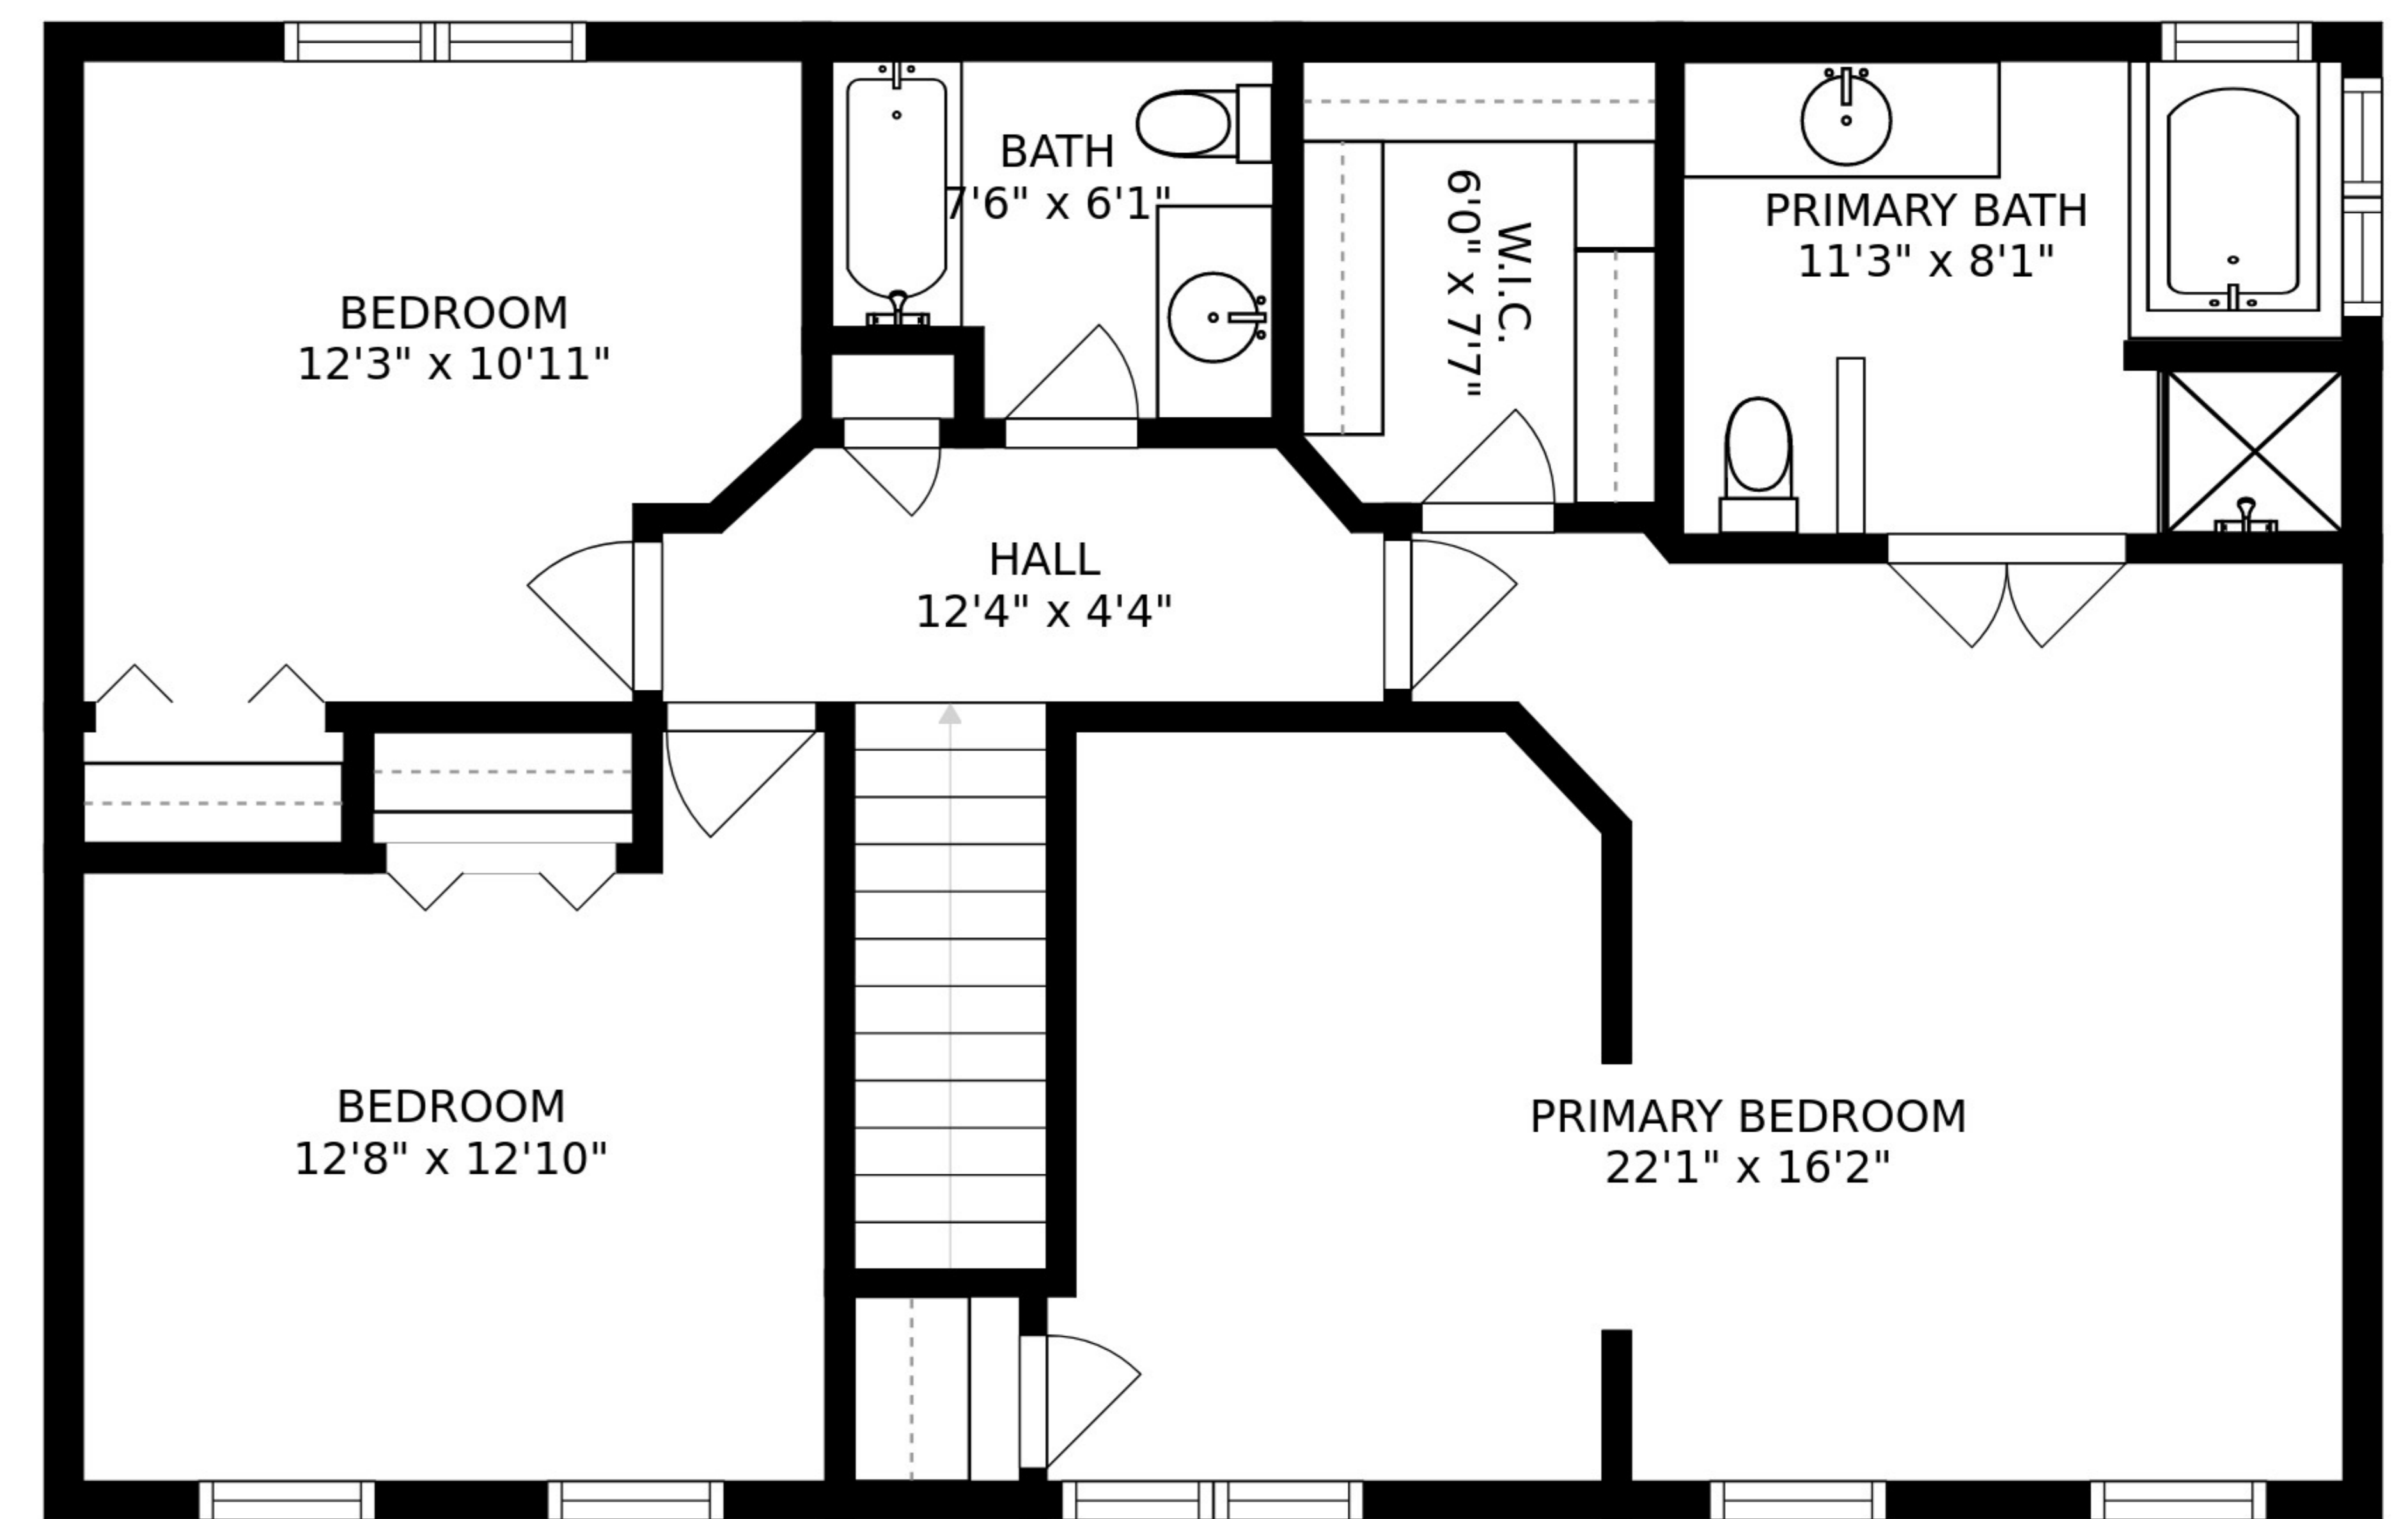 BATH
7'6" x 6'1"
W.I.C.
6'0" x 7'7"
PRIMARY BATH
11'3" x 8'1"
BEDROOM
12'3" x 10'11"
HALL
12'4" x 4'4"
BEDROOM
12'8" x 12'10"
PRIMARY BEDROOM
22'1" x 16'2"